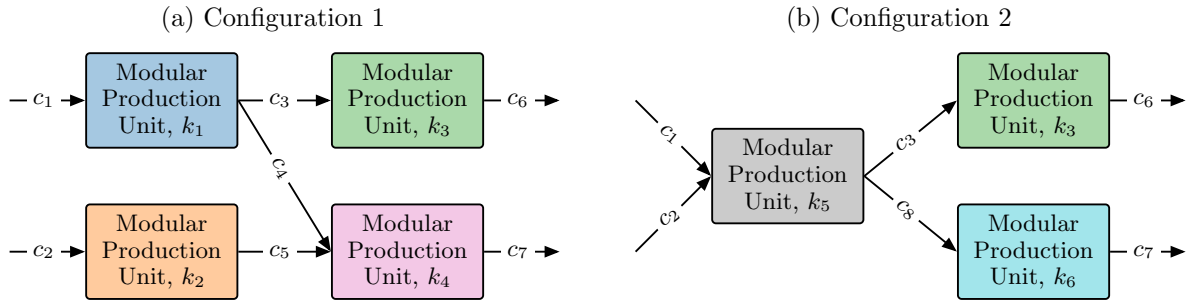 (a) Configuration 1
c₁
Modular
Production
Unit, k₁
c₃
Modular
Production
Unit, k₃
c₆
c₄
c₂
Modular
Production
Unit, k₂
c₅
Modular
Production
Unit, k₄
c₇
(b) Configuration 2
c₁
c₂
Modular
Production
Unit, k₅
c₃
c₈
Modular
Production
Unit, k₃
c₆
Modular
Production
Unit, k₆
c₇